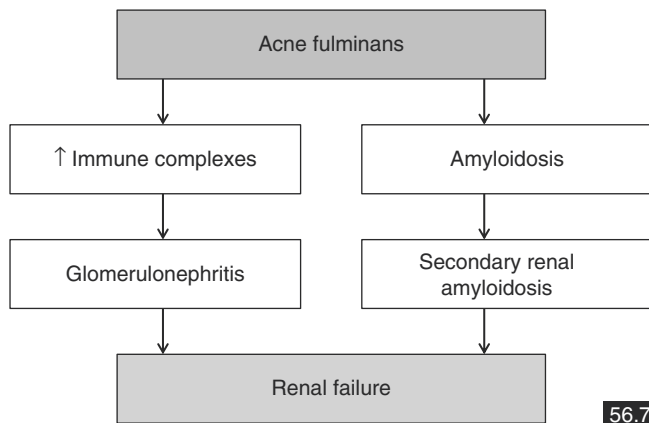 Acne fulminans
↑ Immune complexes
Amyloidosis
Glomerulonephritis
Secondary renal
amyloidosis
Renal failure
56.7